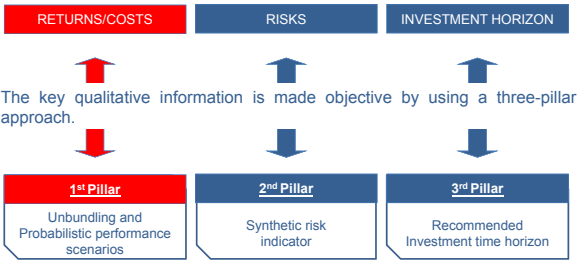 RETURNS/COSTS
RISKS
INVESTMENT HORIZON
The key qualitative information is made objective by using a three-pillar
approach.
1st Pillar
Unbundling and
Probabilistic performance
scenarios
2nd Pillar
Synthetic risk
indicator
3rd Pillar
Recommended
Investment time horizon